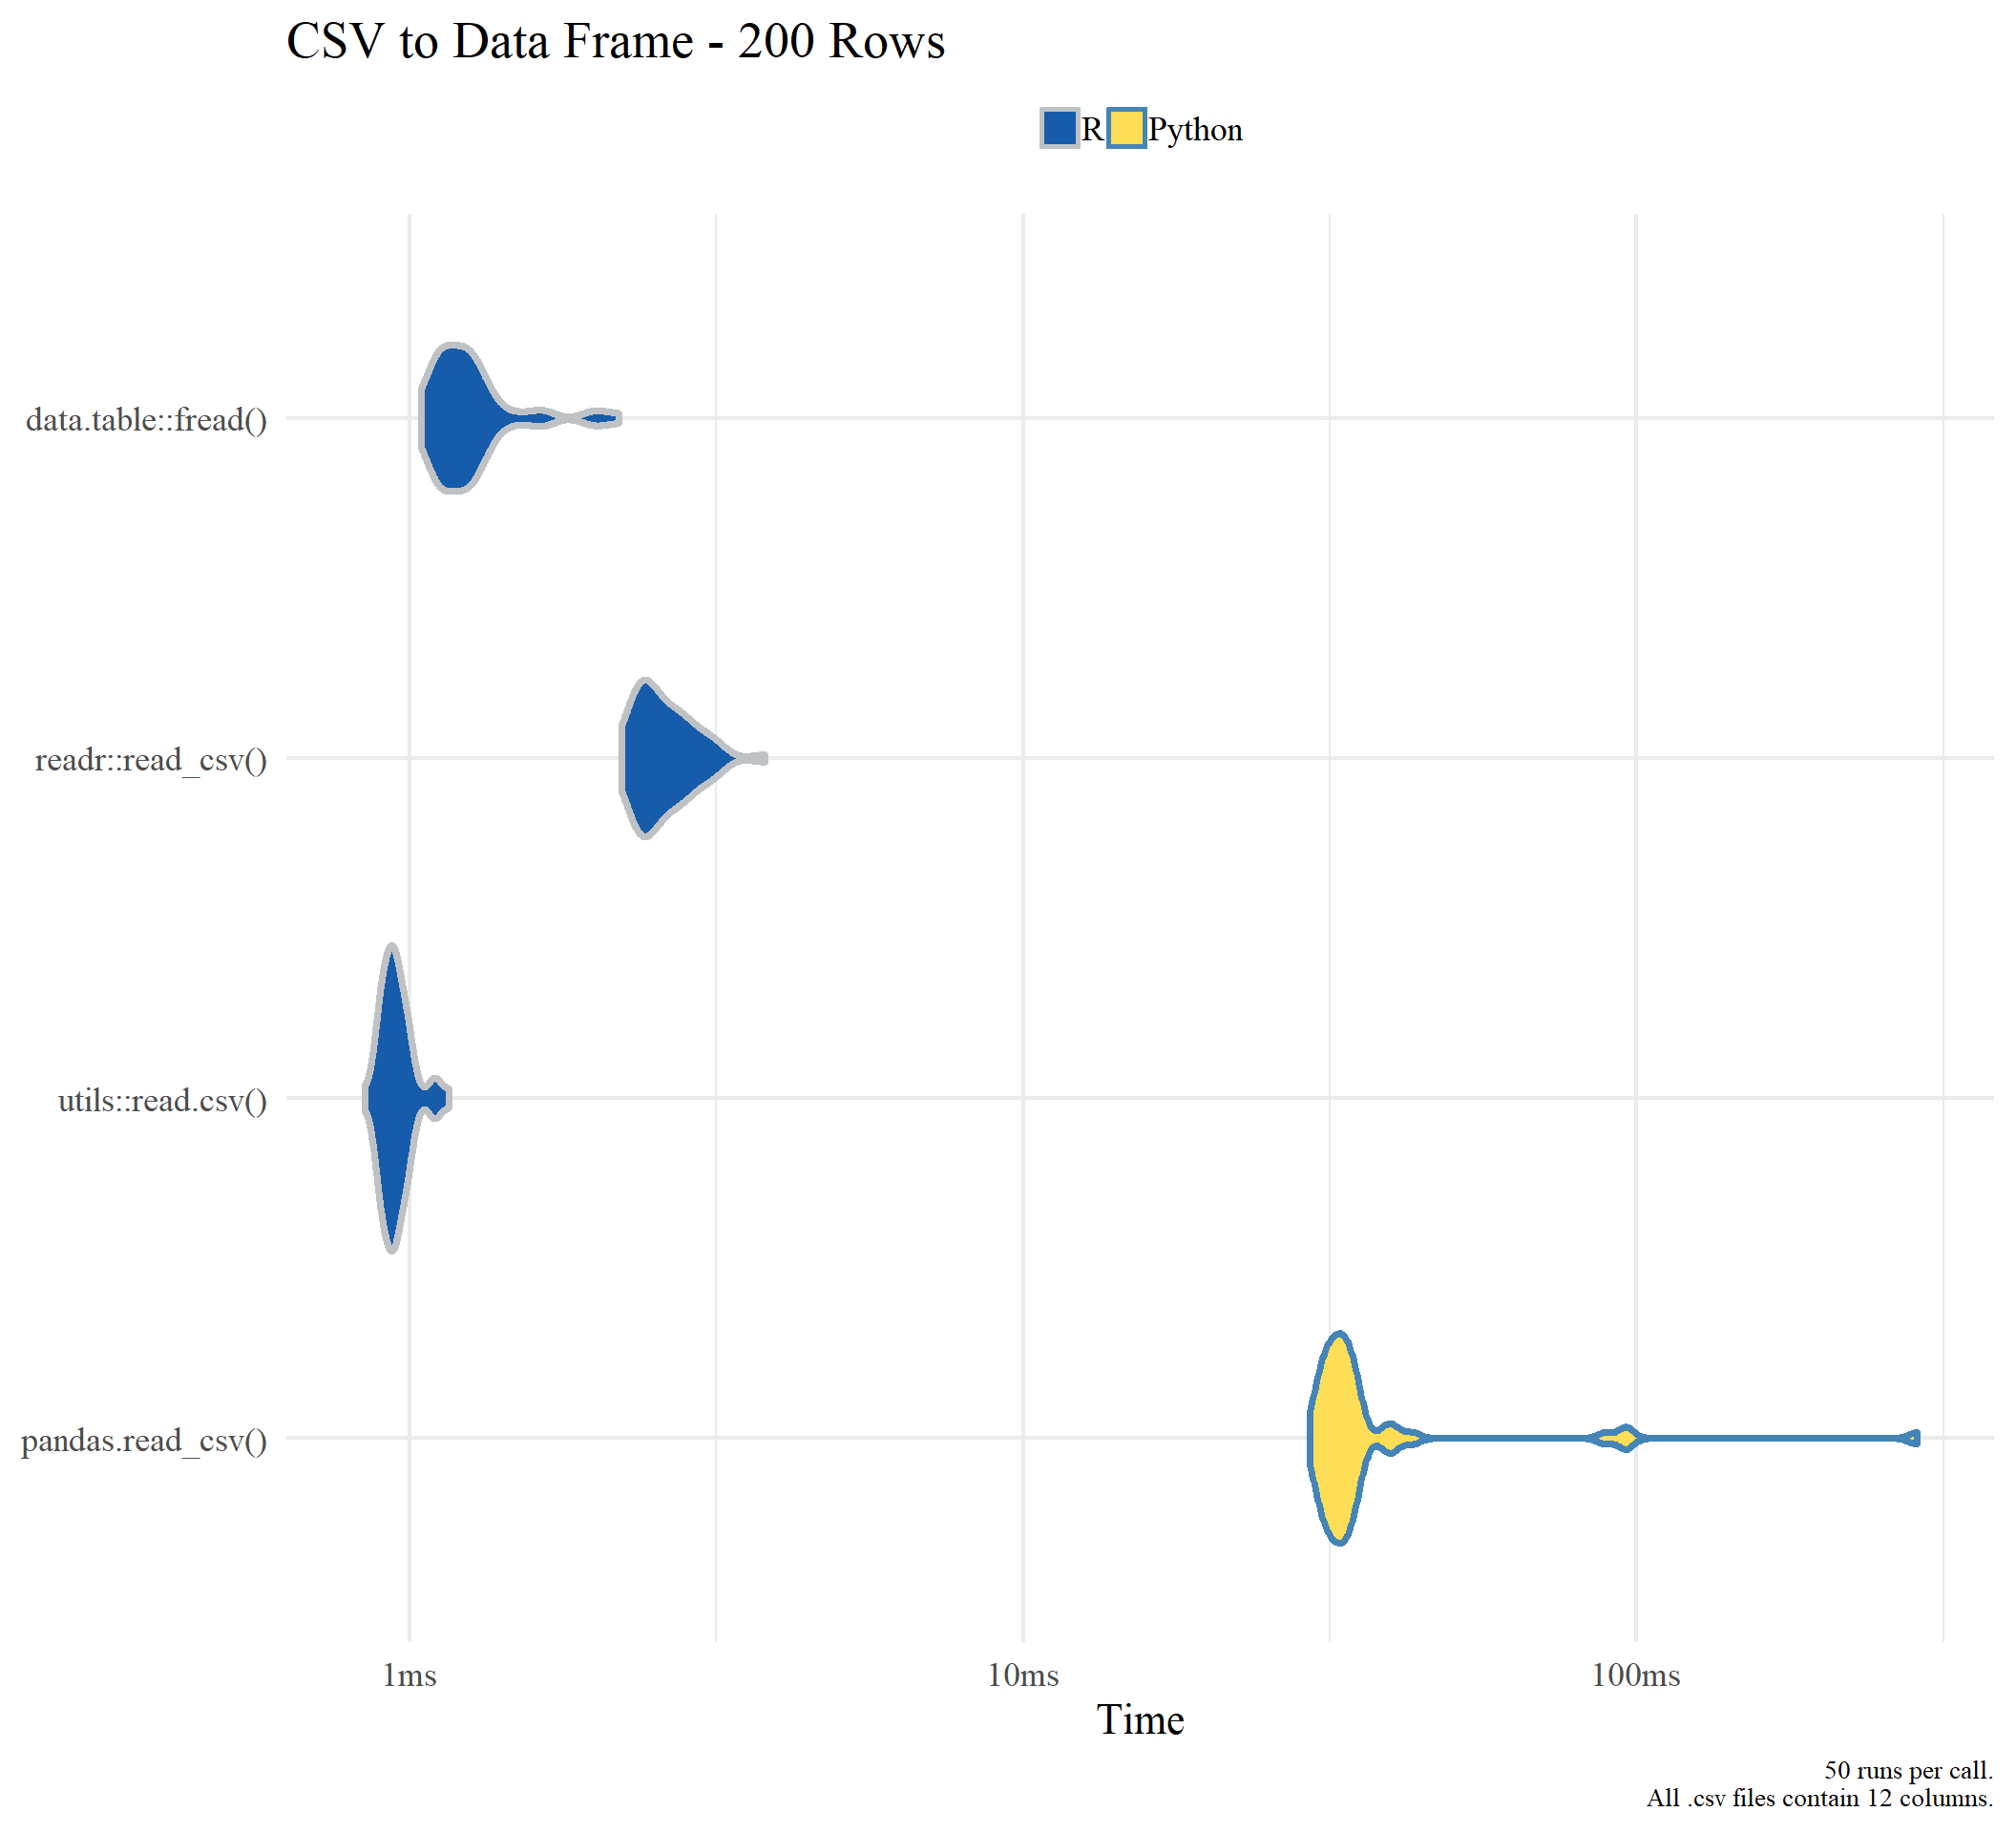 CSV to Data Frame - 200 Rows
R Python
data.table::fread()
readr::read_csv()
utils::read.csv()
pandas.read_csv()
1ms 10ms 100ms
Time
50 runs per call.
All .csv files contain 12 columns.